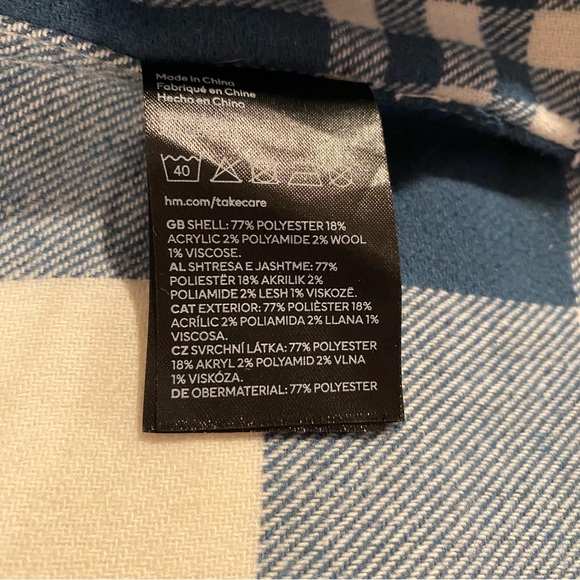 Made in China
Fabriqué en Chine
Hecho en China
40
hm.com/takecare
GB SHELL: 77% POLYESTER 18%
ACRYLIC 2% POLYAMIDE 2% WOOL
1% VISCOSE.
AL SHTRESA E JASHTME: 77%
POLIESTËR 18% AKRILIK 2%
POLIAMIDE 2% LESH 1% VISKOZË.
CAT EXTERIOR: 77% POLIÈSTER 18%
ACRÍLIC 2% POLIAMIDA 2% LLANA 1%
VISCOSA.
CZ SVRCHNÍ LÁTKA: 77% POLYESTER
18% AKRYL 2% POLYAMID 2% VLNA
1% VISKÓZA.
DE OBERMATERIAL: 77% POLYESTER